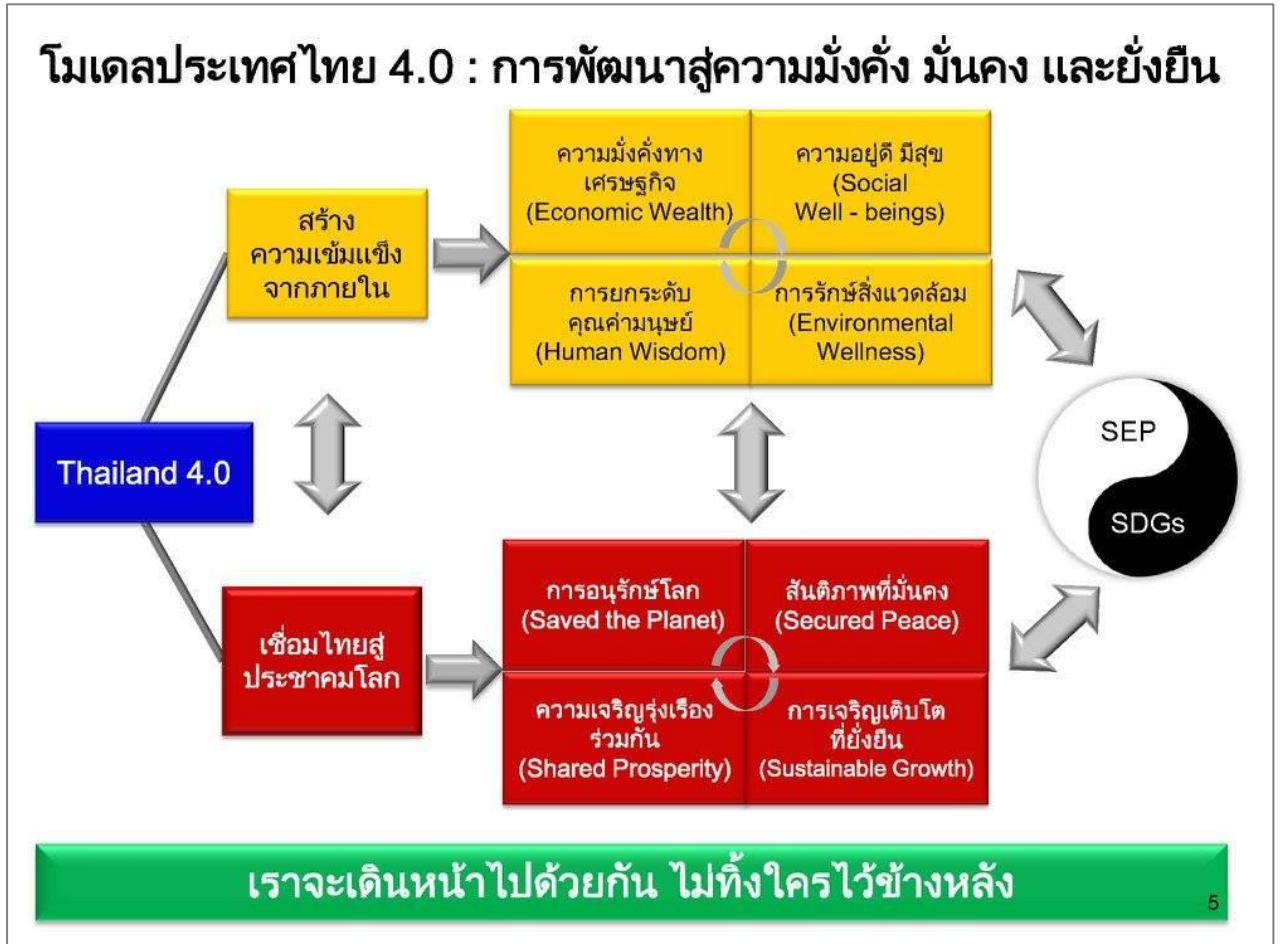 โมเดลประเทศไทย 4.0 : การพัฒนาสู่ความมั่งคั่ง มั่นคง และยั่งยืน
ความมั่งคั่งทาง
เศรษฐกิจ
(Economic Wealth)
ความอยู่ดี มีสุข
(Social
Well - beings)
สร้าง
ความเข้มแข็ง
จากภายใน
การยกระดับ
คุณค่ามนุษย์
(Human Wisdom)
การรักษ์สิ่งแวดล้อม
(Environmental
Wellness)
Thailand 4.0
SEP
SDGs
การอนุรักษ์โลก
(Saved the Planet)
สันติภาพที่มั่นคง
(Secured Peace)
เชื่อมไทยสู่
ประชาคมโลก
ความเจริญรุ่งเรือง
ร่วมกัน
(Shared Prosperity)
การเจริญเติบโต
ที่ยั่งยืน
(Sustainable Growth)
เราจะเดินหน้าไปด้วยกัน ไม่ทิ้งใครไว้ข้างหลัง
5